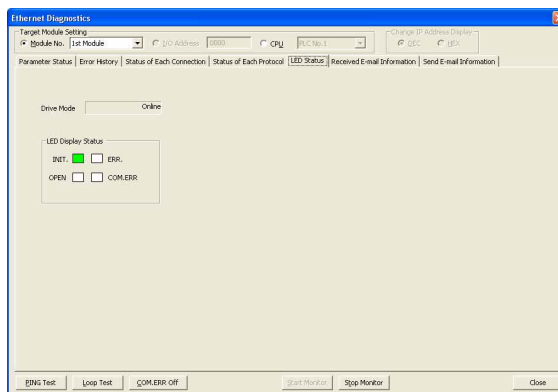 Ethernet Diagnostics
Target Module Setting
Module No. 1st Module I/O Address 0000 CPU PLC No.1
Change IP Address Display
DEC HEX
Parameter Status Error History Status of Each Connection Status of Each Protocol LED Status Received E-mail Information Send E-mail Information
Drive Mode Online
LED Display Status
INIT. ERR.
OPEN COM.ERR
PING Test Loop Test COM.ERR Off Start Monitor Stop Monitor Close